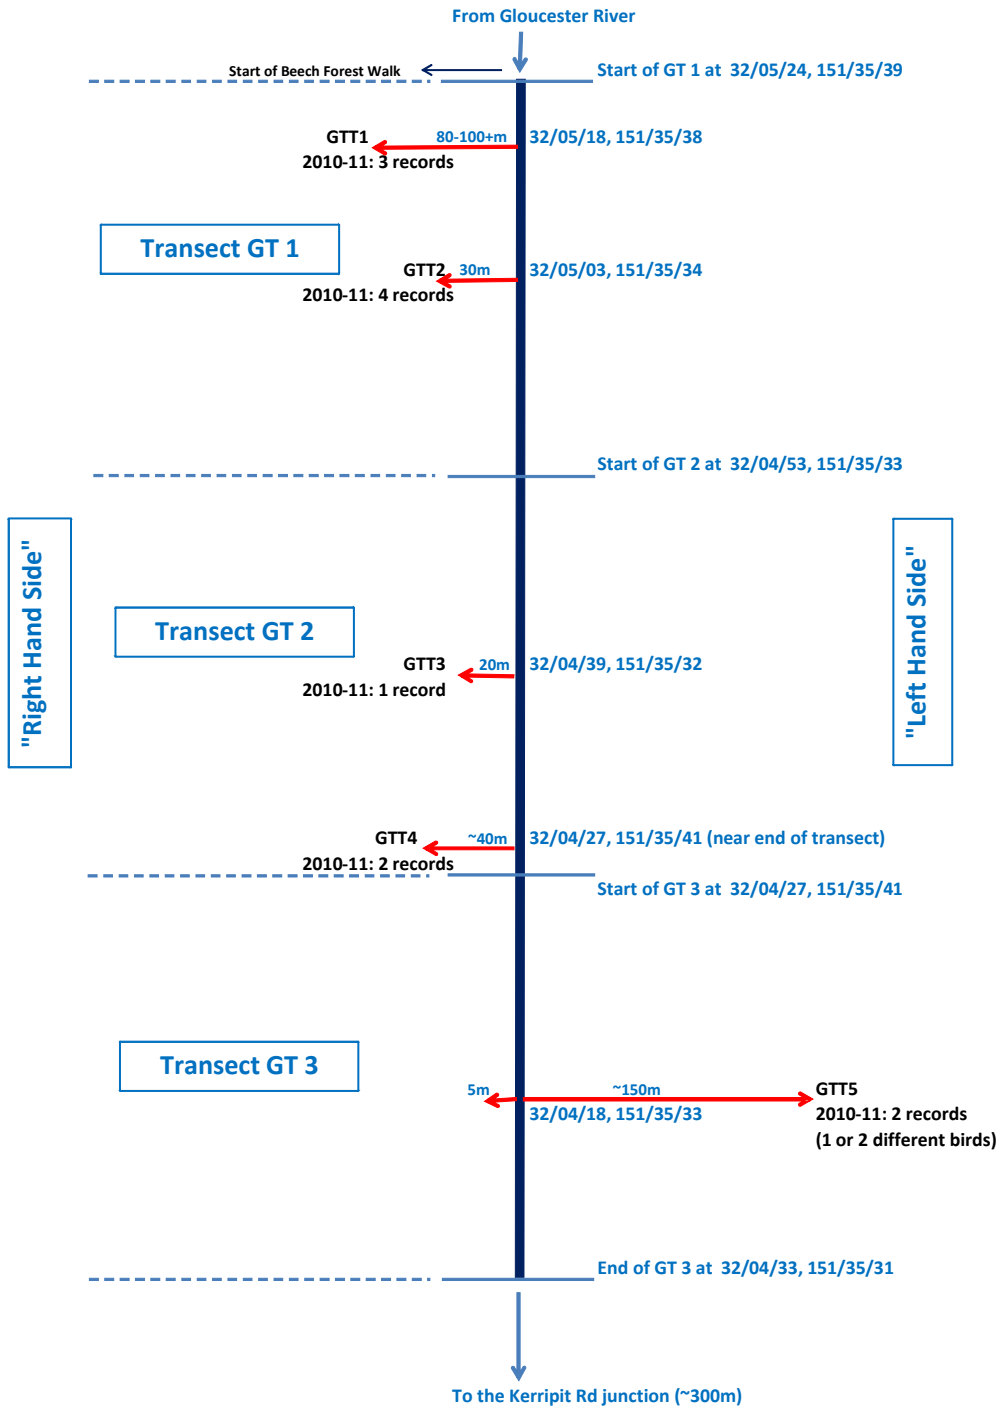 From Gloucester River
Start of Beech Forest Walk
Start of GT 1 at 32/05/24, 151/35/39
GTT1
80-100+m
32/05/18, 151/35/38
2010-11: 3 records
Transect GT 1
GTT2
30m
32/05/03, 151/35/34
2010-11: 4 records
Start of GT 2 at 32/04/53, 151/35/33
"Right Hand Side"
"Left Hand Side"
Transect GT 2
GTT3
20m
32/04/39, 151/35/32
2010-11: 1 record
GTT4
~40m
32/04/27, 151/35/41 (near end of transect)
2010-11: 2 records
Start of GT 3 at 32/04/27, 151/35/41
Transect GT 3
5m
~150m
GTT5
32/04/18, 151/35/33
2010-11: 2 records
(1 or 2 different birds)
End of GT 3 at 32/04/33, 151/35/31
To the Kerripit Rd junction (~300m)